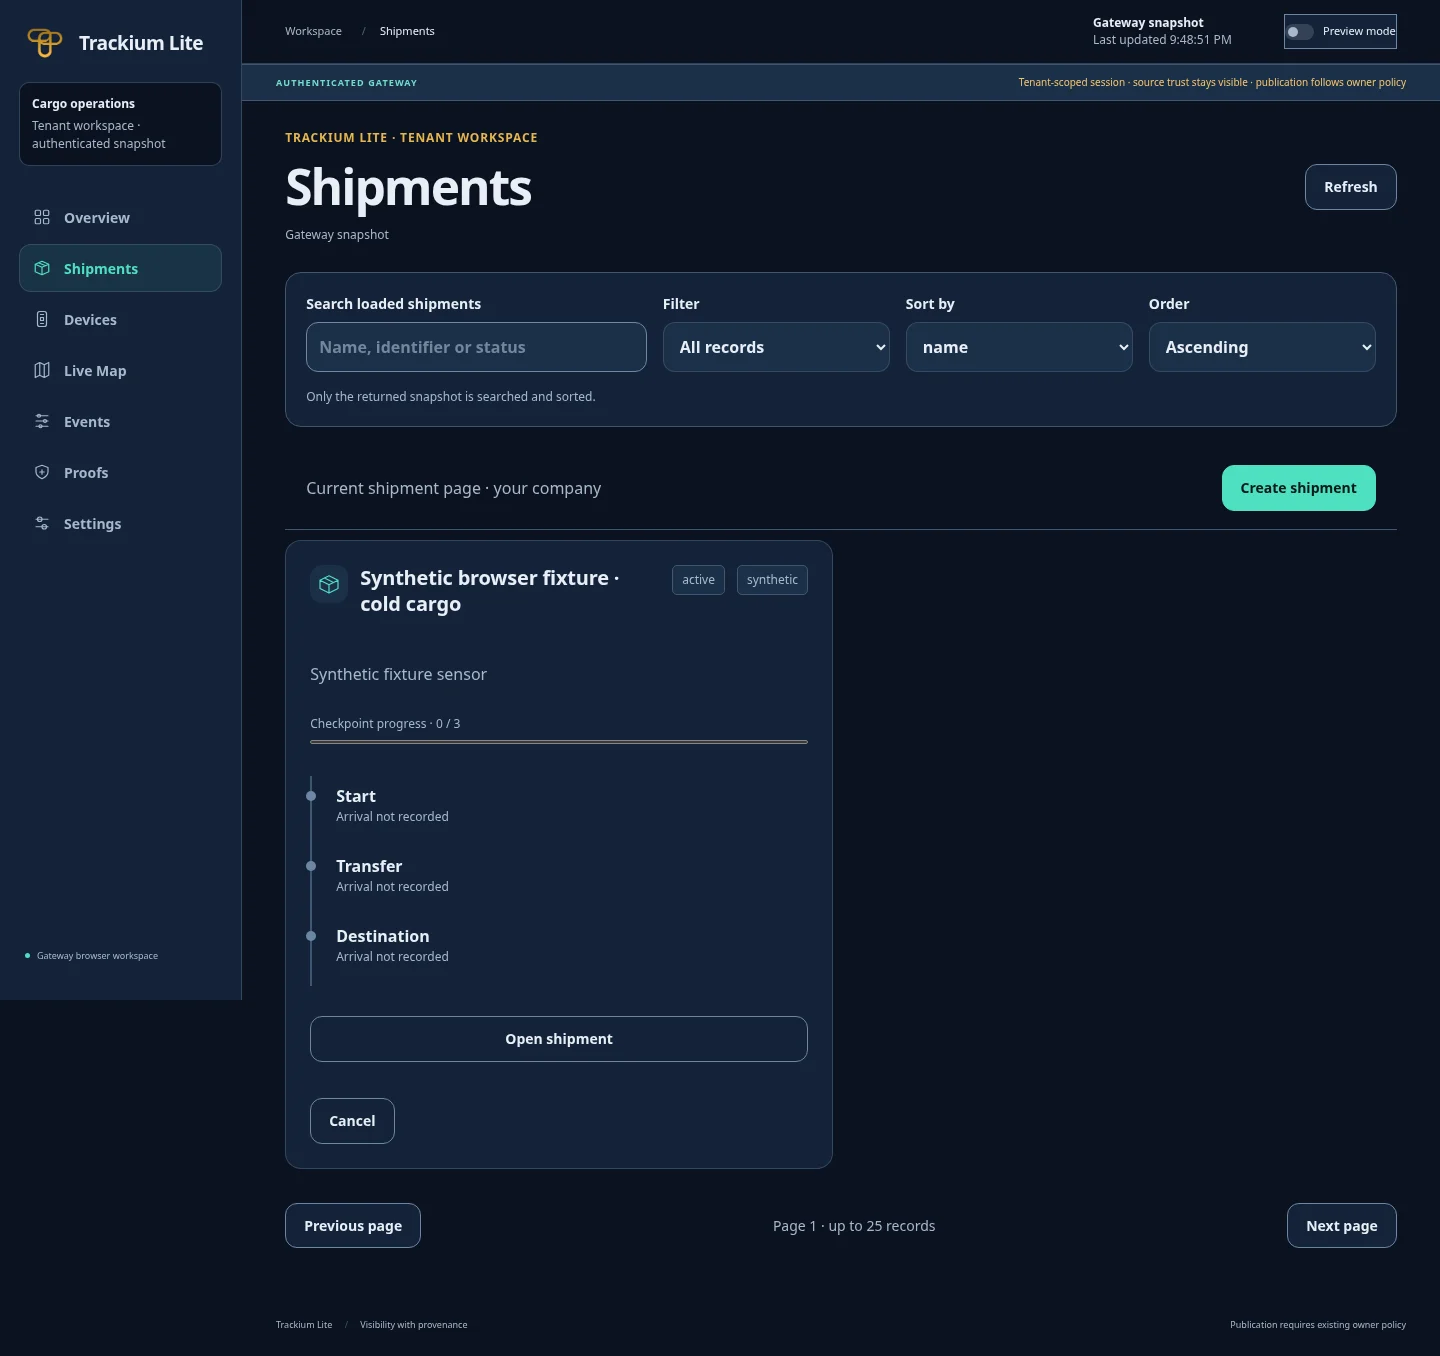 Trackium Lite
Cargo operations
Tenant workspace ·
authenticated snapshot
Overview
Shipments
Devices
Live Map
Events
Proofs
Settings
Gateway browser workspace
Workspace / Shipments
Gateway snapshot
Last updated 9:48:51 PM
Preview mode
AUTHENTICATED GATEWAY
Tenant-scoped session · source trust stays visible · publication follows owner policy
TRACKIUM LITE · TENANT WORKSPACE
Shipments
Refresh
Gateway snapshot
Search loaded shipments
Name, identifier or status
Filter
All records
Sort by
name
Order
Ascending
Only the returned snapshot is searched and sorted.
Current shipment page · your company
Create shipment
Synthetic browser fixture ·
cold cargo
active
synthetic
Synthetic fixture sensor
Checkpoint progress · 0 / 3
Start
Arrival not recorded
Transfer
Arrival not recorded
Destination
Arrival not recorded
Open shipment
Cancel
Previous page
Page 1 · up to 25 records
Next page
Trackium Lite / Visibility with provenance
Publication requires existing owner policy